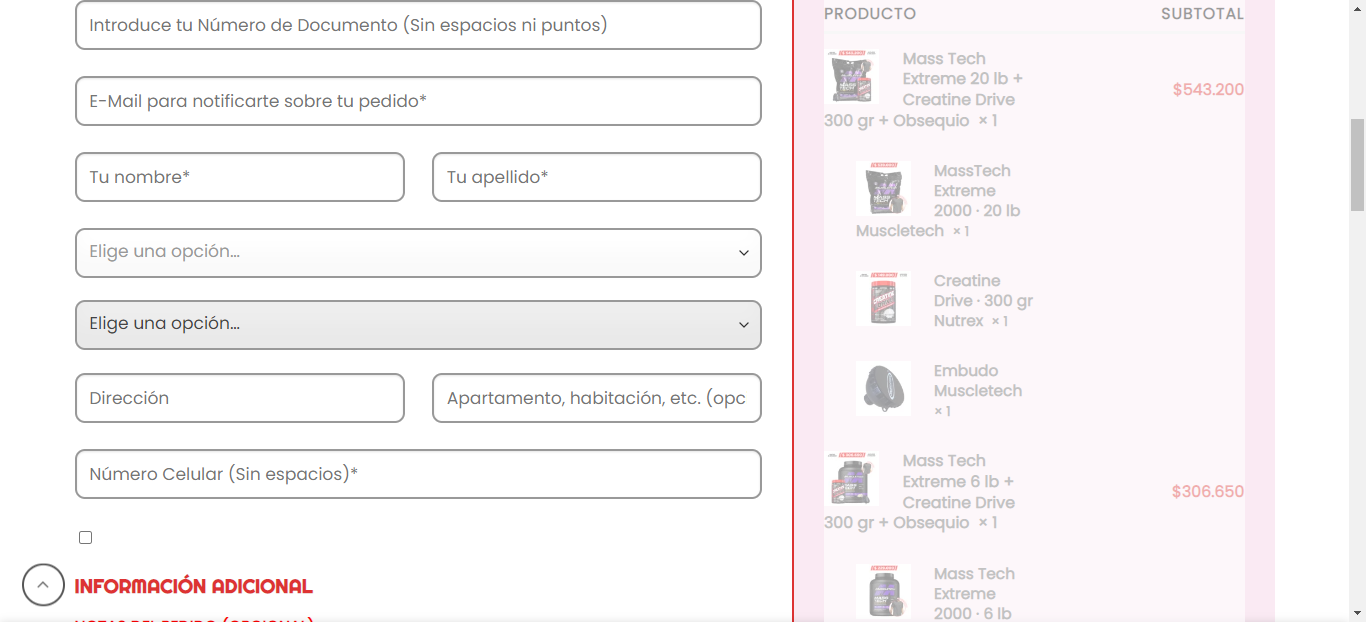 Introduce tu Número de Documento (Sin espacios ni puntos)
E-Mail para notificarte sobre tu pedido*
Tu nombre*
Tu apellido*
Elige una opción...
Elige una opción...
Dirección
Apartamento, habitación, etc. (opc
Número Celular (Sin espacios)*
INFORMACIÓN ADICIONAL
NOTAS DEL PEDIDO (OPCIONAL)
PRODUCTO
SUBTOTAL
Mass Tech
Extreme 20 lb +
Creatine Drive
300 gr + Obsequio × 1
$543.200
MassTech
Extreme
2000 · 20 lb
Muscletech × 1
Creatine
Drive · 300 gr
Nutrex × 1
Embudo
Muscletech
× 1
Mass Tech
Extreme 6 lb +
Creatine Drive
300 gr + Obsequio × 1
$306.650
Mass Tech
Extreme
2000 · 6 lb